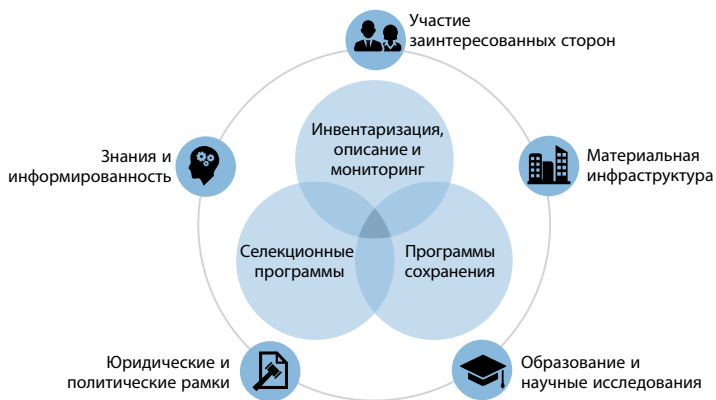 Участие
заинтересованных сторон
Инвентаризация,
описание и
мониторинг
Знания и
информированность
Материальная
инфраструктура
Селекционные
программы
Программы
сохранения
Юридические и
политические рамки
Образование и
научные исследования